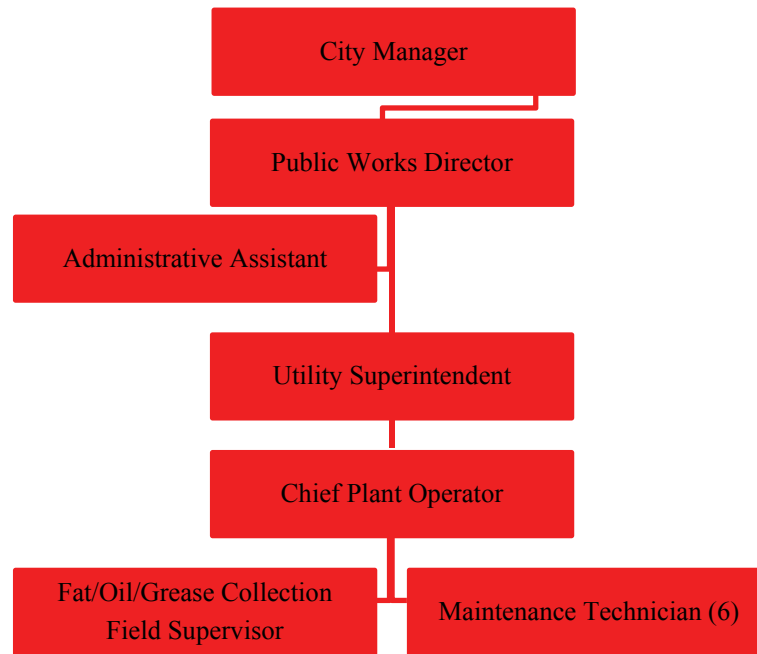 City Manager
Public Works Director
Administrative Assistant
Utility Superintendent
Chief Plant Operator
Fat/Oil/Grease Collection
Field Supervisor
Maintenance Technician (6)